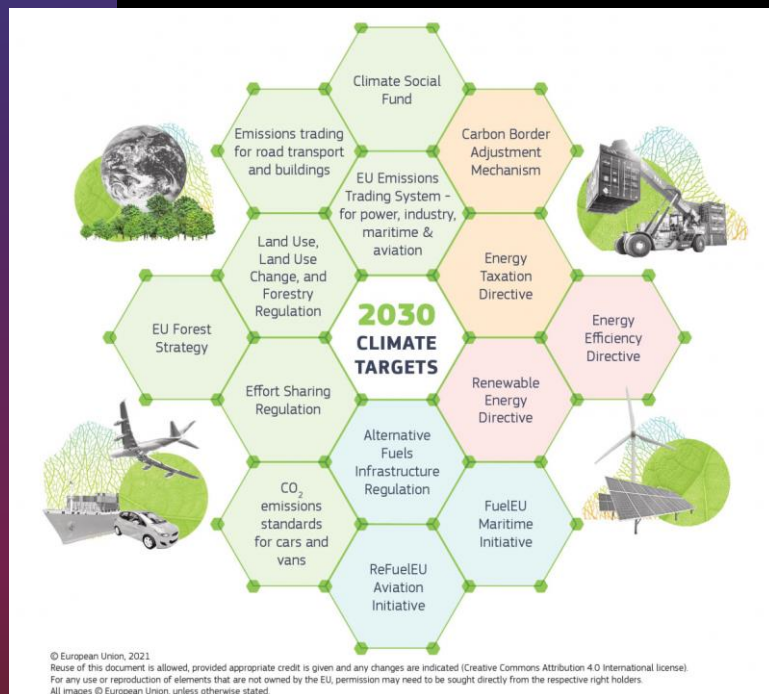 Climate Social
Fund
Emissions trading
for road transport
and buildings
Carbon Border
Adjustment
Mechanism
EU Emissions
Trading System -
for power, industry,
maritime &
aviation
Land Use,
Land Use
Change, and
Forestry
Regulation
Energy
Taxation
Directive
EU Forest
Strategy
2030
CLIMATE
TARGETS
Energy
Efficiency
Directive
Effort Sharing
Regulation
Renewable
Energy
Directive
Alternative
Fuels
Infrastructure
Regulation
CO₂
emissions
standards
for cars and
vans
FuelEU
Maritime
Initiative
ReFuelEU
Aviation
Initiative
© European Union, 2021
Reuse of this document is allowed, provided appropriate credit is given and any changes are indicated (Creative Commons Attribution 4.0 International license).
For any use or reproduction of elements that are not owned by the EU, permission may need to be sought directly from the respective right holders.
All images © European Union, unless otherwise stated.